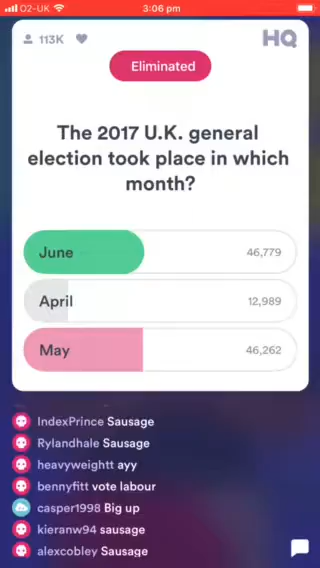 O2-UK 3:06 pm
113K HQ
Eliminated
The 2017 U.K. general
election took place in which
month?
June 46,779
April 12,989
May 46,262
IndexPrince Sausage
Rylandhale Sausage
heavyweightt ayy
bennyfitt vote labour
casper1998 Big up
kieranw94 sausage
alexcobley Sausage